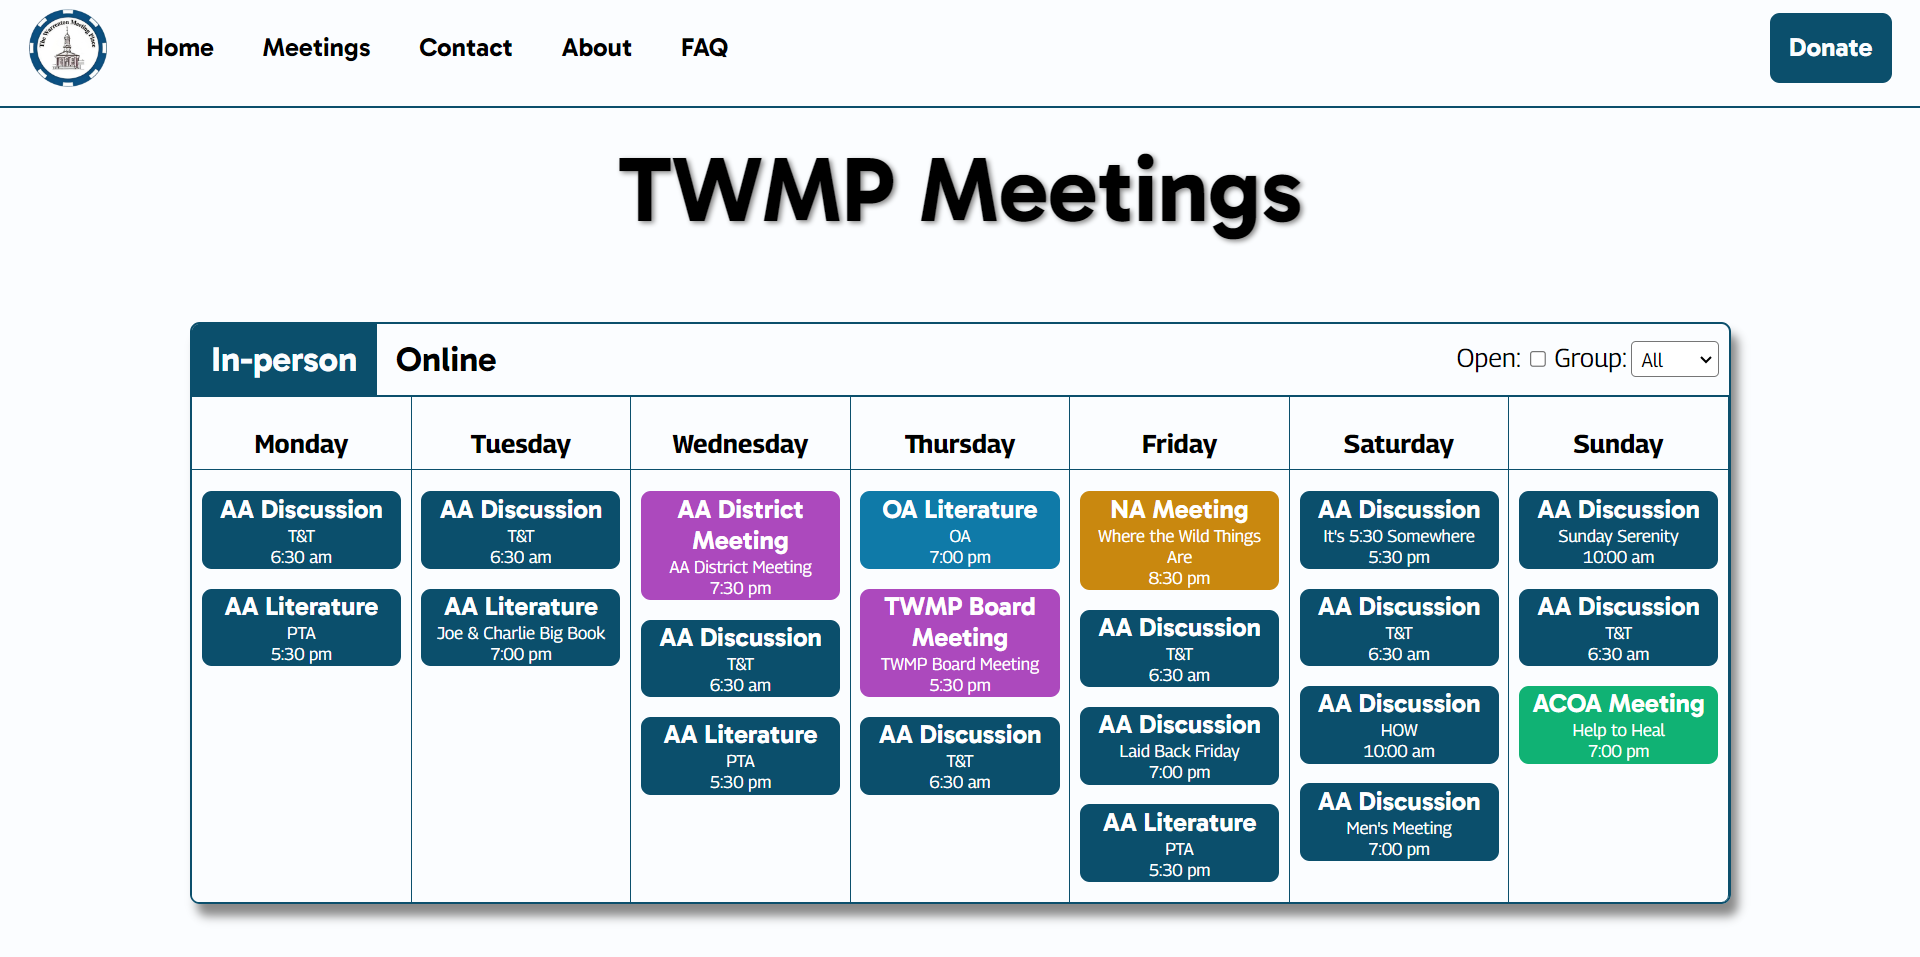 The Warrenton Meeting Place
Home
Meetings
Contact
About
FAQ
Donate
TWMP Meetings
In-person
Online
Open:
Group:
All
Monday
Tuesday
Wednesday
Thursday
Friday
Saturday
Sunday
AA Discussion
T&T
6:30 am
AA Literature
PTA
5:30 pm
AA Discussion
T&T
6:30 am
AA Literature
Joe & Charlie Big Book
7:00 pm
AA District
Meeting
AA District Meeting
7:30 pm
AA Discussion
T&T
6:30 am
AA Literature
PTA
5:30 pm
OA Literature
OA
7:00 pm
TWMP Board
Meeting
TWMP Board Meeting
5:30 pm
AA Discussion
T&T
6:30 am
NA Meeting
Where the Wild Things
Are
8:30 pm
AA Discussion
T&T
6:30 am
AA Discussion
Laid Back Friday
7:00 pm
AA Literature
PTA
5:30 pm
AA Discussion
It's 5:30 Somewhere
5:30 pm
AA Discussion
T&T
6:30 am
AA Discussion
HOW
10:00 am
AA Discussion
Men's Meeting
7:00 pm
AA Discussion
Sunday Serenity
10:00 am
AA Discussion
T&T
6:30 am
ACOA Meeting
Help to Heal
7:00 pm